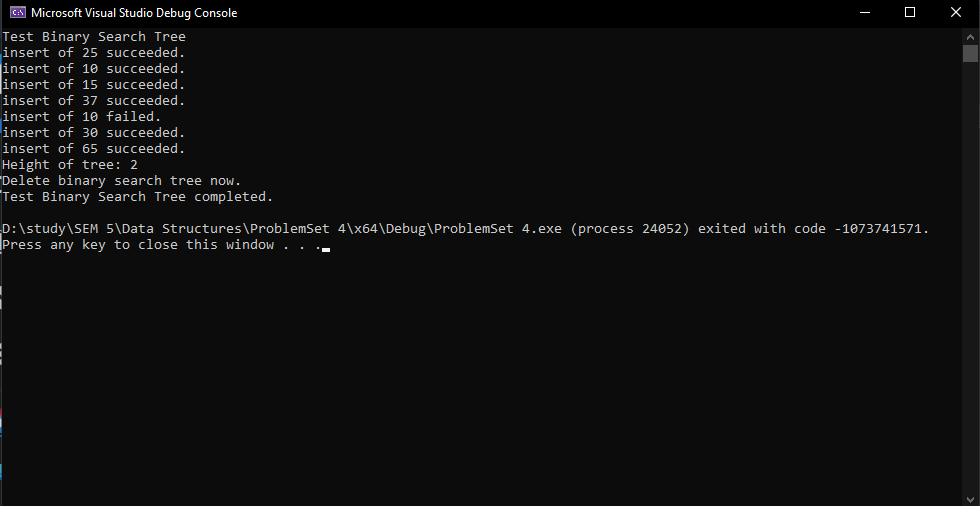 Microsoft Visual Studio Debug Console
Test Binary Search Tree
insert of 25 succeeded.
insert of 10 succeeded.
insert of 15 succeeded.
insert of 37 succeeded.
insert of 10 failed.
insert of 30 succeeded.
insert of 65 succeeded.
Height of tree: 2
Delete binary search tree now.
Test Binary Search Tree completed.
D:\study\SEM 5\Data Structures\ProblemSet 4\x64\Debug\ProblemSet 4.exe (process 24052) exited with code -1073741571.
Press any key to close this window . . .